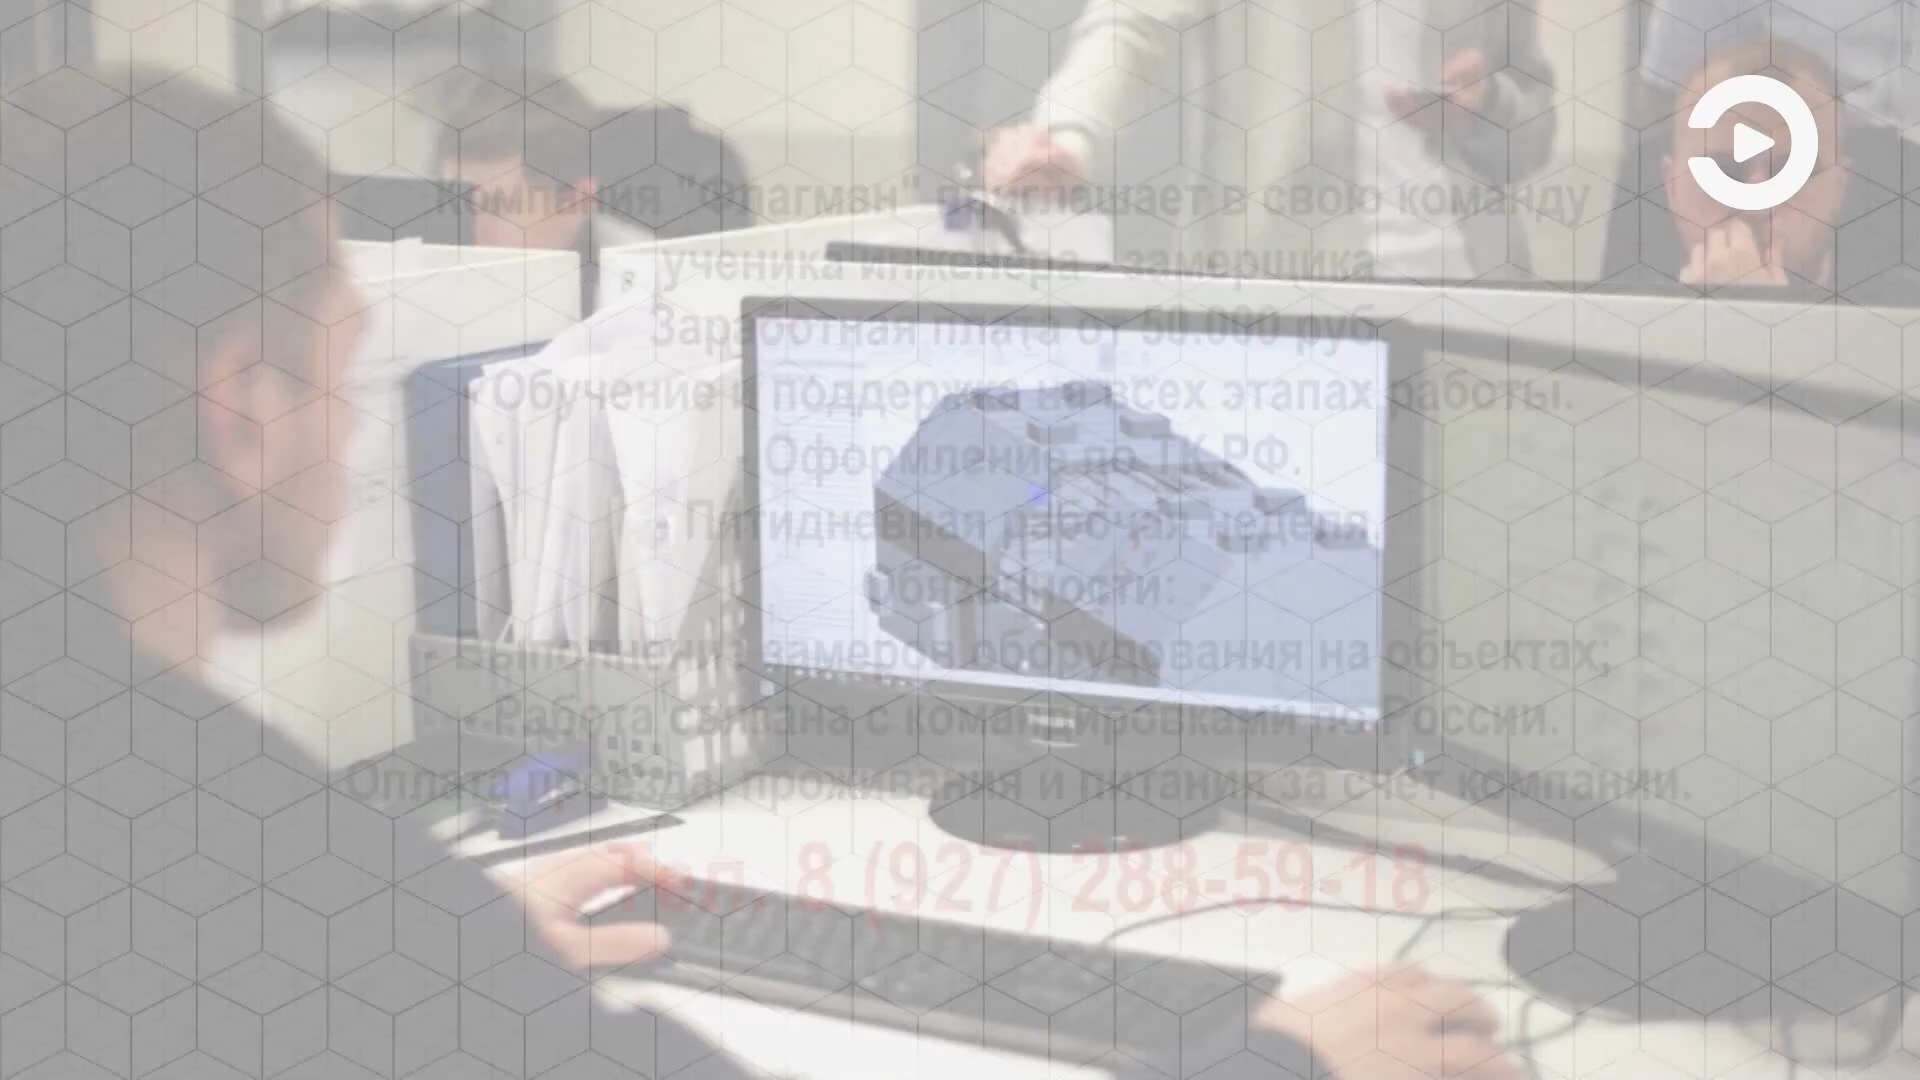 Компания "Флагман" приглашает в свою команду
ученика инженера - замерщика
Заработная плата от 50.000 руб.
- Обучение и поддержка на всех этапах работы.
- Оформление по ТК РФ.
- Пятидневная рабочая неделя.
Обязанности:
- Выполнение замеров оборудования на объектах;
- Работа связана с командировками по России.
Оплата проезда, проживания и питания за счет компании.
Тел. 8 (927) 288-59-18